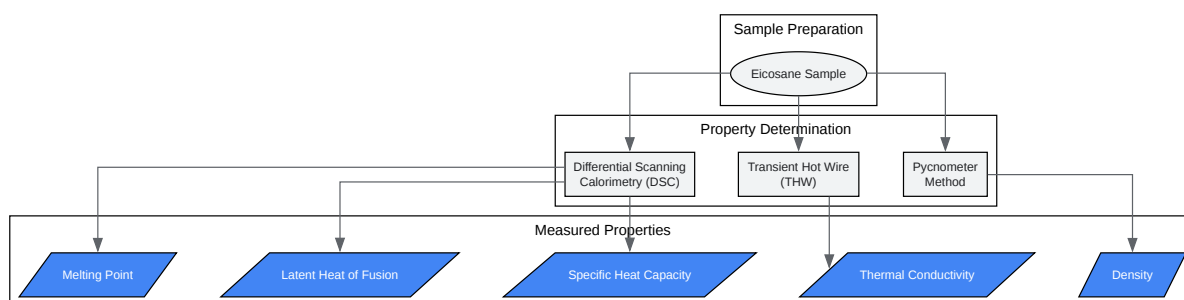 Sample Preparation
Eicosane Sample
Property Determination
Differential Scanning
Calorimetry (DSC)
Transient Hot Wire
(THW)
Pycnometer
Method
Measured Properties
Melting Point
Latent Heat of Fusion
Specific Heat Capacity
Thermal Conductivity
Density